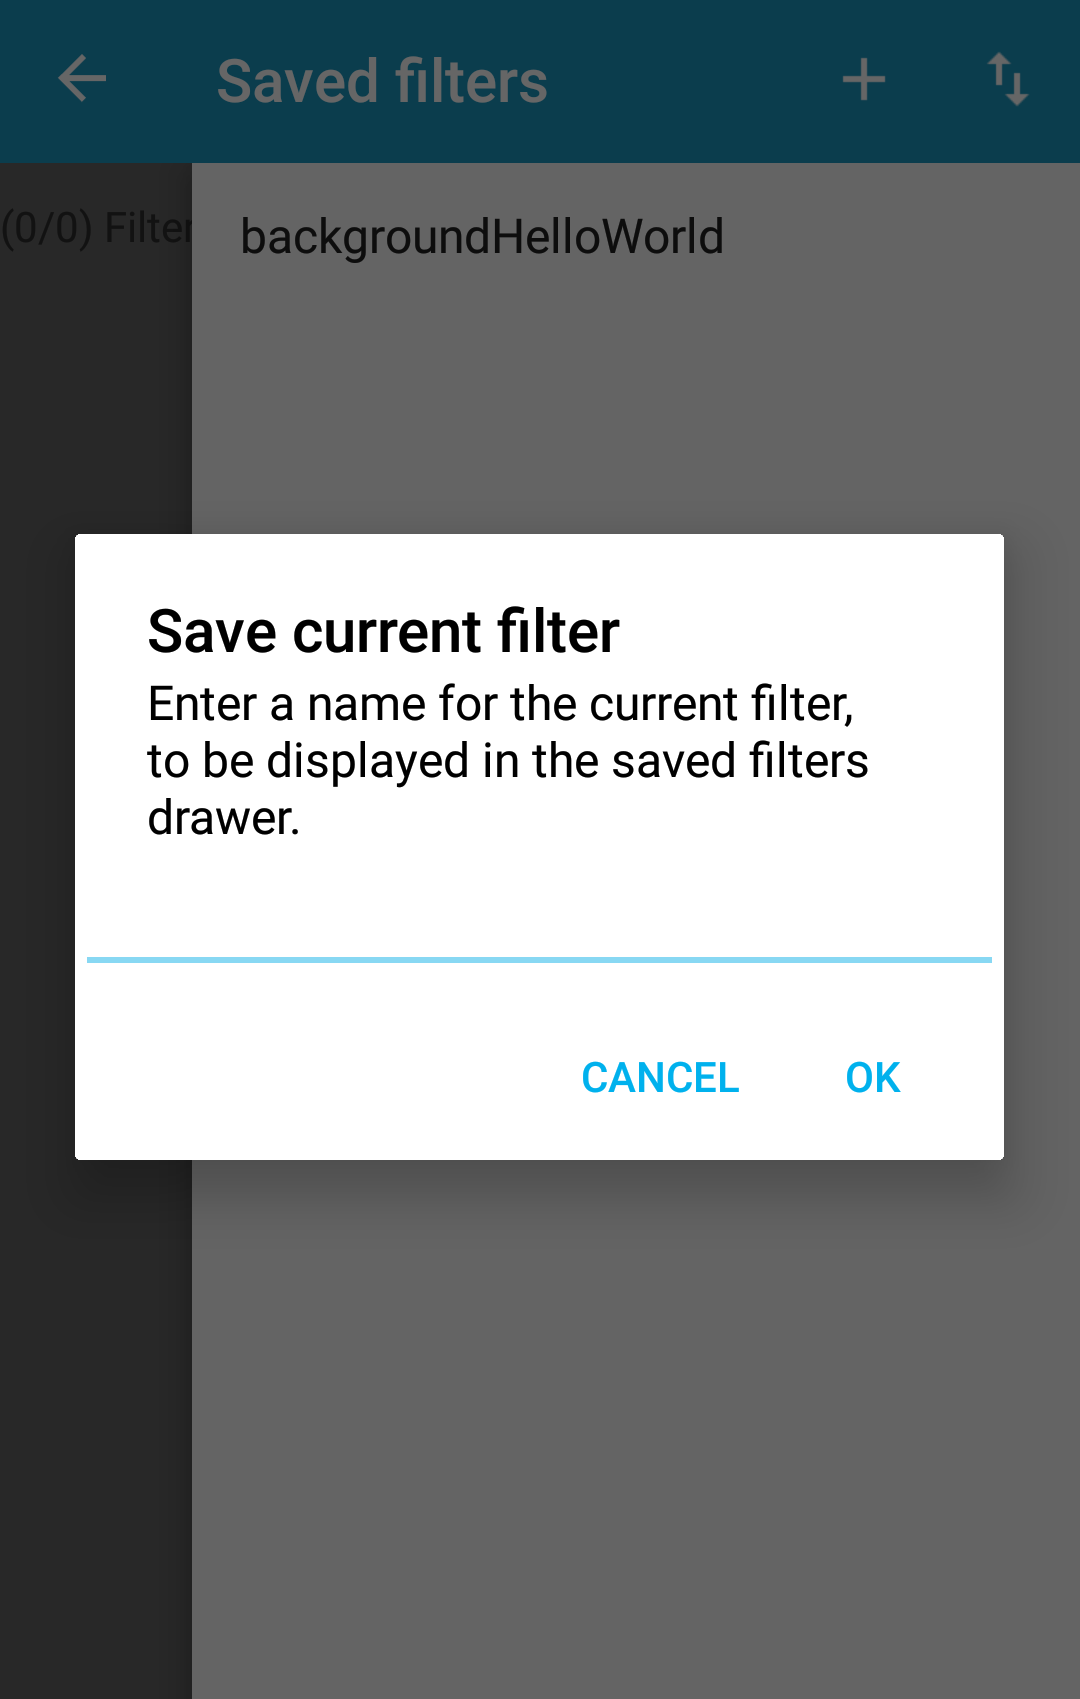 Saved filters
(0/0) Filter
backgroundHelloWorld
Save current filter
Enter a name for the current filter,
to be displayed in the saved filters
drawer.
CANCEL OK